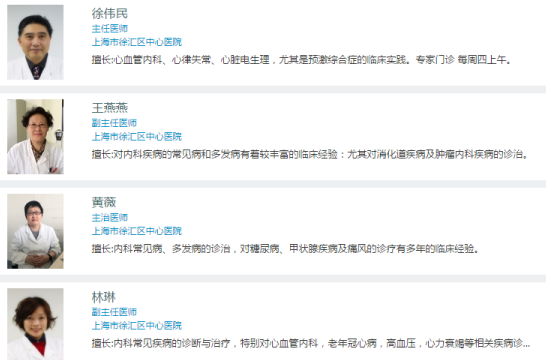 徐伟民
主任医师
上海市徐汇区中心医院
擅长:心血管内科、心律失常、心脏电生理，尤其是预激综合症的临床实践。专家门诊 每周四上午。
王燕燕
副主任医师
上海市徐汇区中心医院
擅长:对内科疾病的常见病和多发病有着较丰富的临床经验：尤其对消化道疾病及肿瘤内科疾病的诊治。
黄薇
主治医师
上海市徐汇区中心医院
擅长:内科常见病、多发病的诊治，对糖尿病、甲状腺疾病及痛风的诊疗有多年的临床经验。
林琳
副主任医师
上海市徐汇区中心医院
擅长:内科常见疾病的诊断与治疗，特别对心血管内科，老年冠心病，高血压，心力衰竭等相关疾病诊...